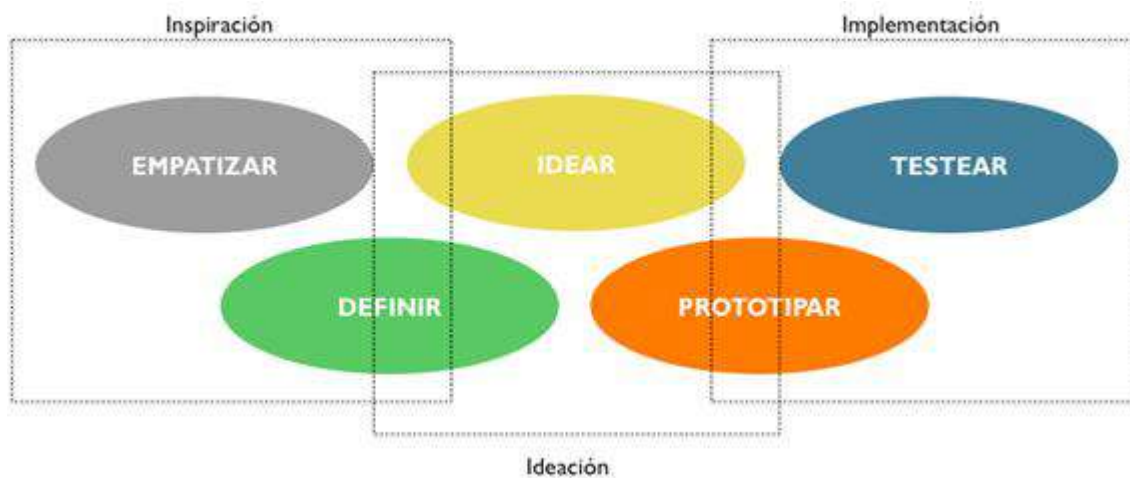 Inspiración
Implementación
EMPATIZAR
IDEAR
TESTEAR
DEFINIR
PROTOTIPAR
Ideación